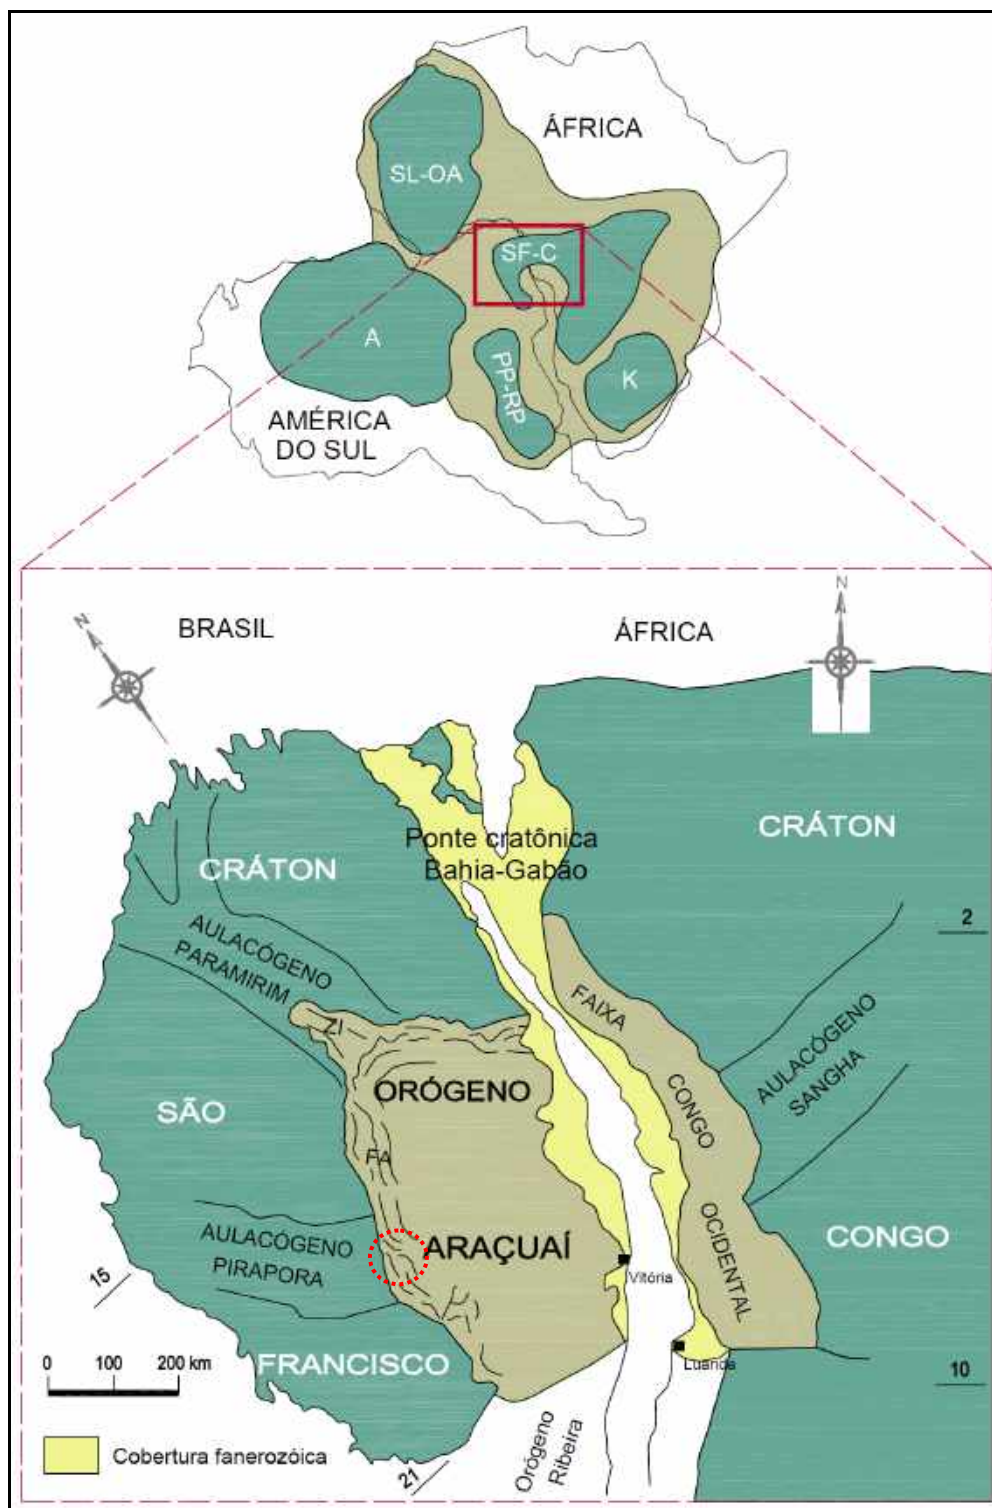 ÁFRICA
SL-OA
SF-C
A
PP-RP
K
AMÉRICA
DO SUL
N
BRASIL
ÁFRICA
N
Ponte cratônica
Bahia-Gabão
CRÁTON
CRÁTON
2
AULACÓGENO
PARAMIRIM
FAIXA
CONGO
OCIDENTAL
AULACÓGENO
SANGHA
ZI
ORÓGENO
SÃO
FA
AULACÓGENO
PIRAPORA
ARAÇUAÍ
CONGO
15
Vitória
0 100 200 km
FRANCISCO
Luanda
10
Cobertura fanerozóica
21
Orógeno
Ribeira